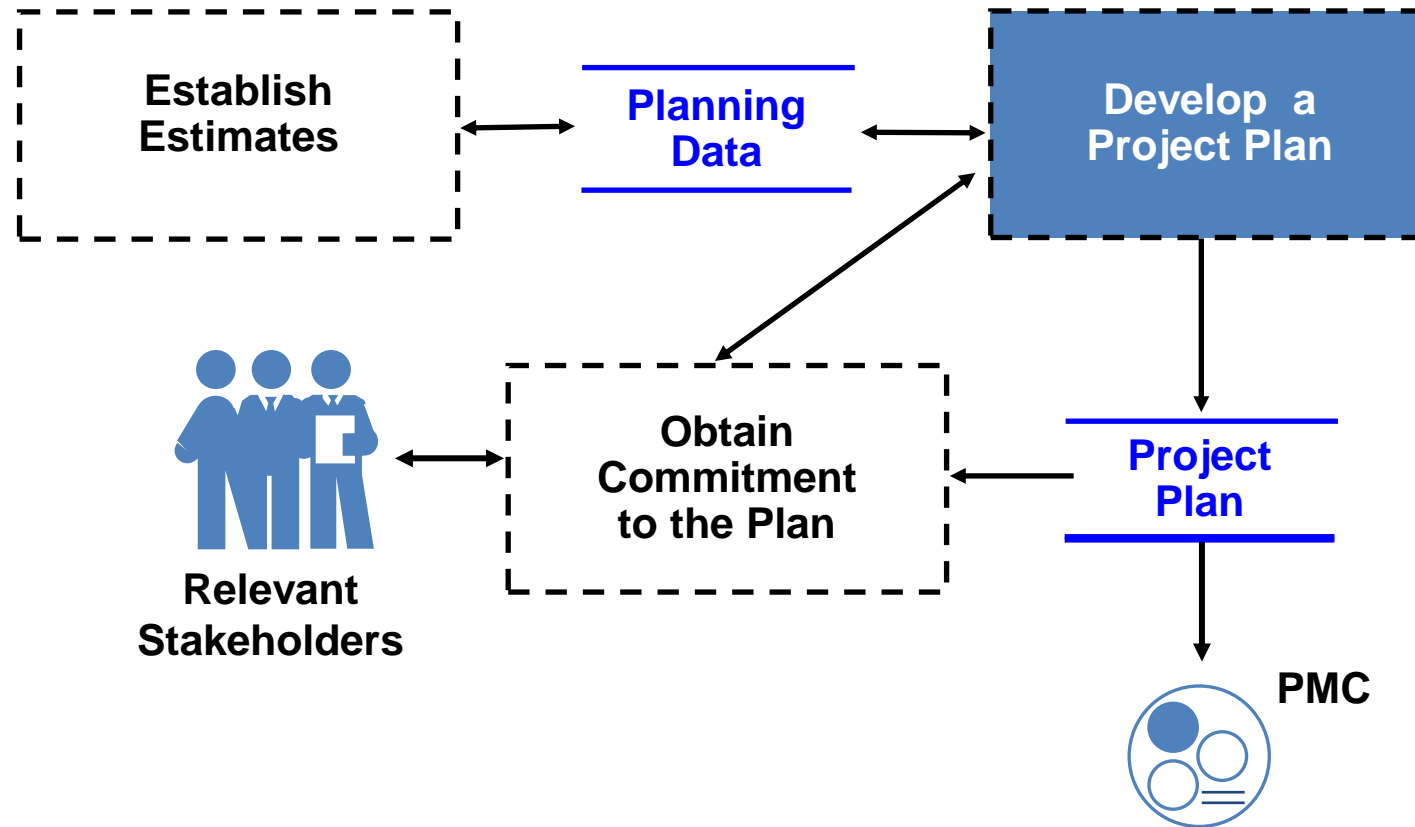 Establish
Estimates
Planning
Data
Develop a
Project Plan
Obtain
Commitment
to the Plan
Project
Plan
Relevant
Stakeholders
PMC